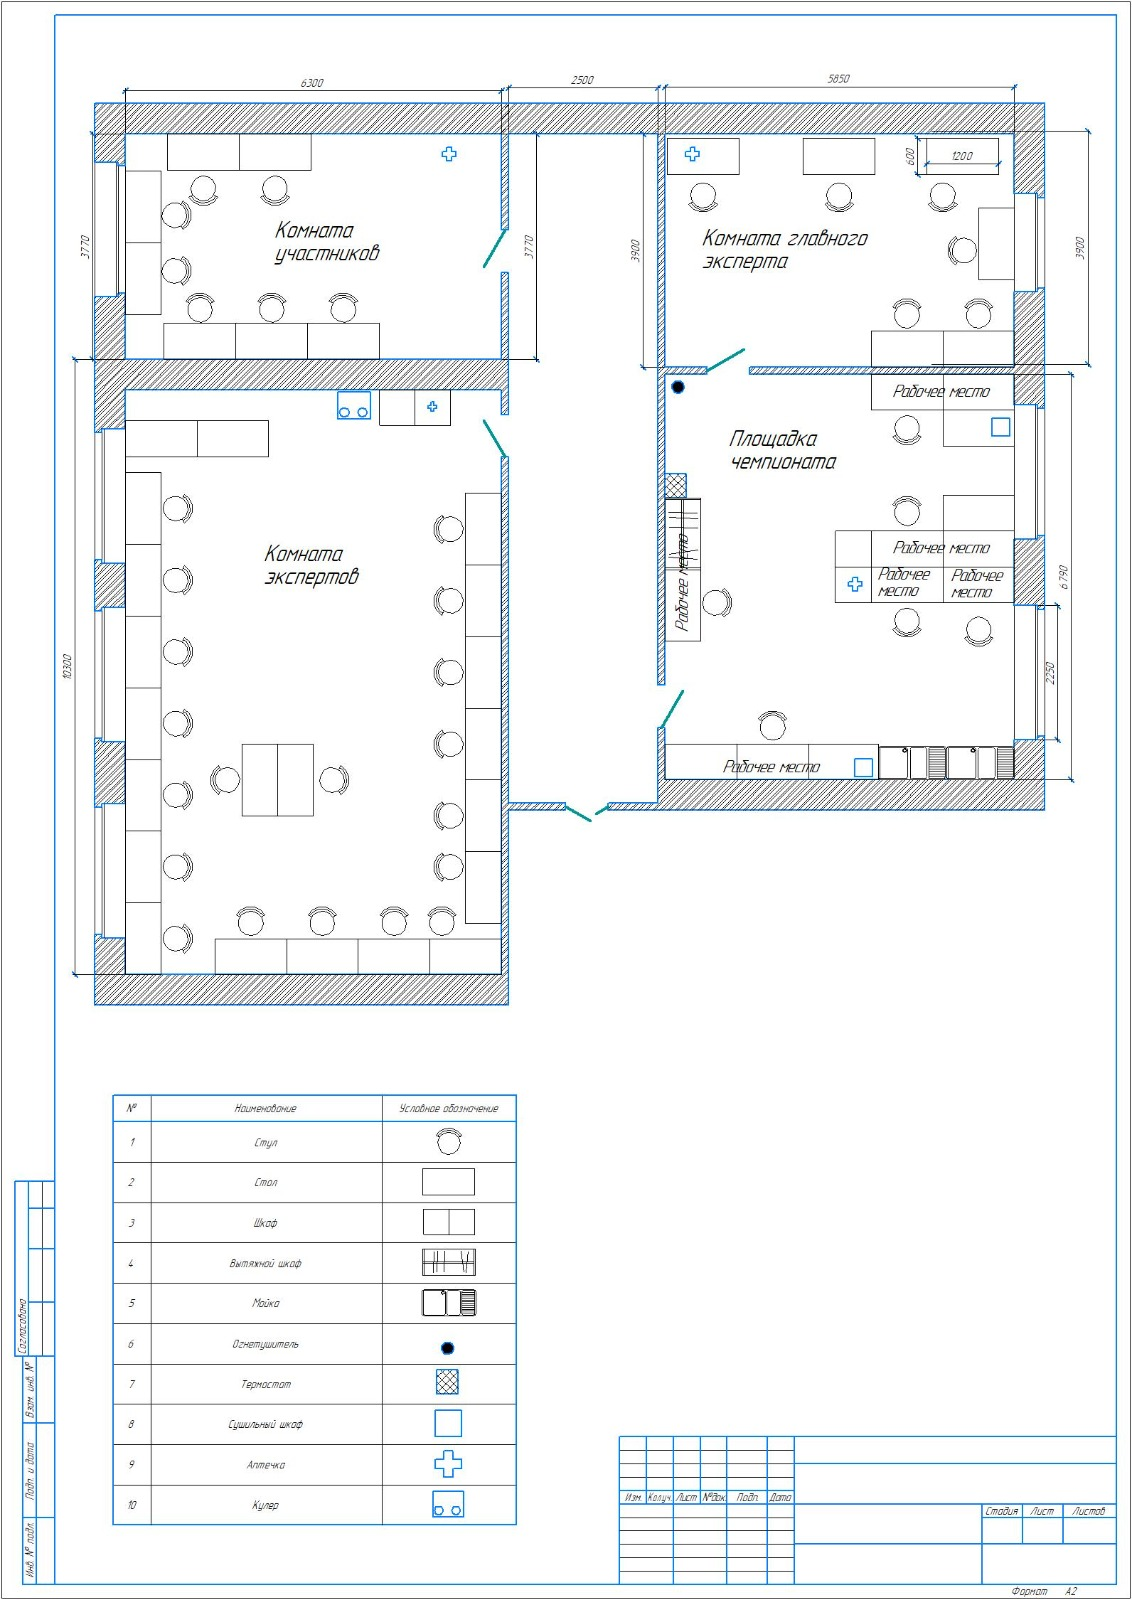 6300
2500
5850
600
1200
3770
3770
3900
3900
Комната
участников
Комната главного
эксперта
Рабочее место
Площадка
чемпионата
Рабочее место
Рабочее
место
Рабочее
место
Рабочее место
Комната
экспертов
6790
2250
10300
Рабочее место
№
Наименование
Условное обозначение
1
Стул
2
Стол
3
Шкаф
4
Вытяжной шкаф
5
Мойка
6
Огнетушитель
7
Термостат
8
Сушильный шкаф
9
Аптечка
10
Кулер
Согласовано
Взам. инв. №
Подп. и дата
Инв. № подл.
Изм.
Колуч.
Лист
№док.
Подп.
Дата
Стадия
Лист
Листов
Формат
А2